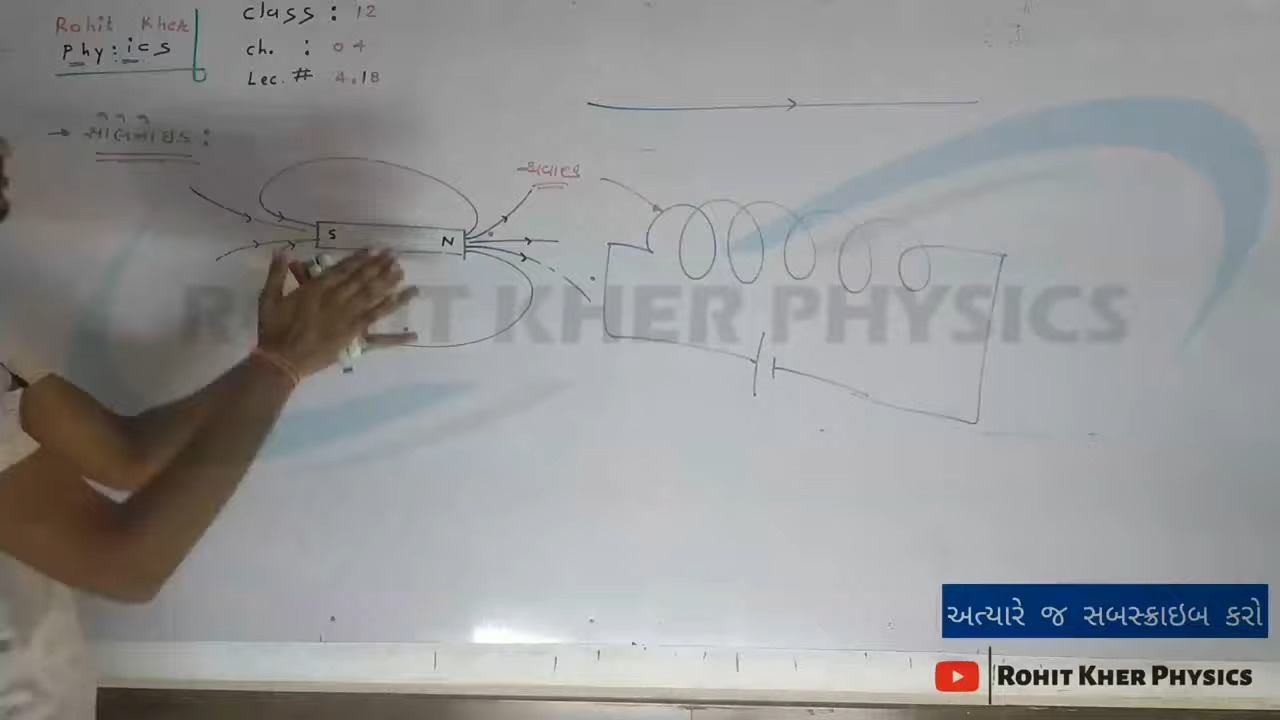 Rohit Kher
Physics
class : 12
ch. : 04
Lec. # 4.18
→ સોલેનોઇડ :
S
N
ROHIT KHER PHYSICS
અત્યારે જ સબસ્ક્રાઇબ કરો
ROHIT KHER PHYSICS